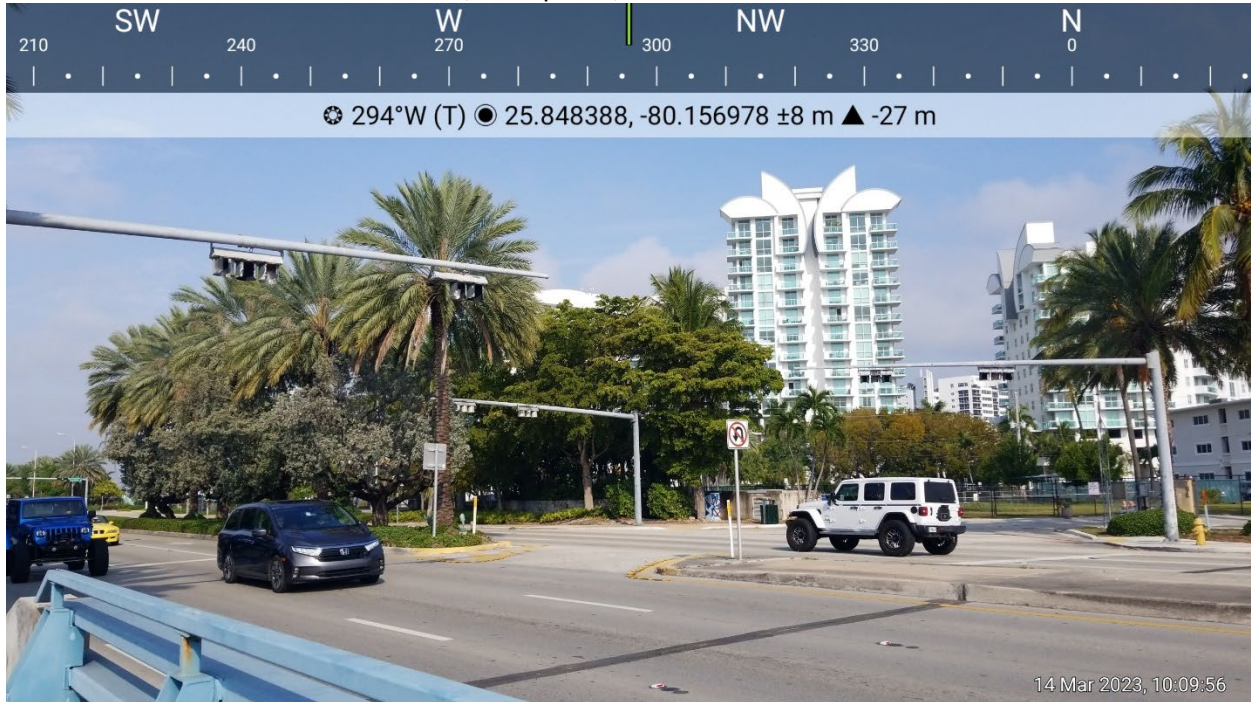 SW W NW N
210 240 270 300 330 0
294°W (T) 25.848388, -80.156978 ±8 m ▲ -27 m
14 Mar 2023, 10:09:56